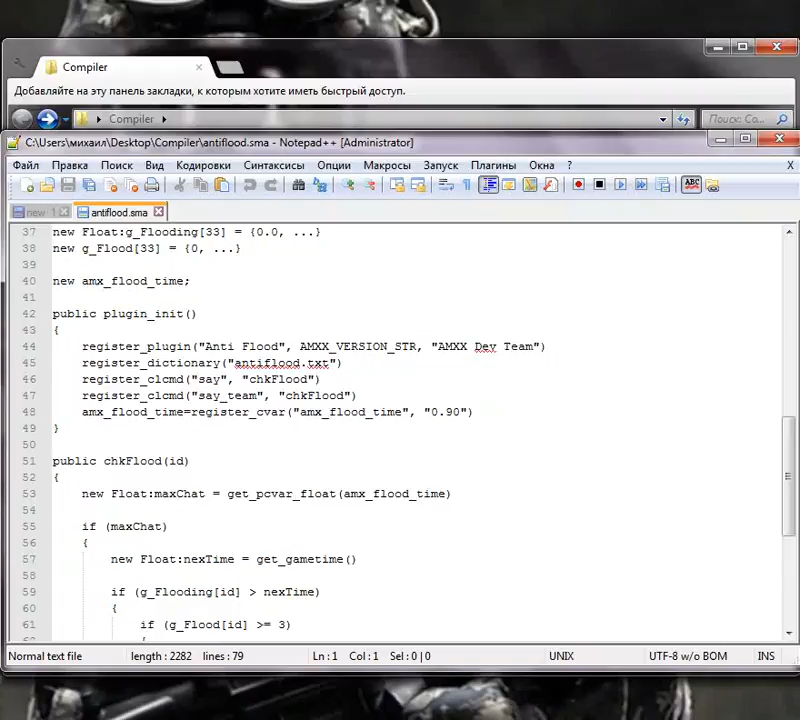 Compiler
Добавляйте на эту панель закладки, к которым хотите иметь быстрый доступ.
Compiler
Поиск: Со...
C:\Users\михаил\Desktop\Compiler\antiflood.sma - Notepad++ [Administrator]
Файл Правка Поиск Вид Кодировки Синтаксисы Опции Макросы Запуск Плагины Окна ? X
new 1 antiflood.sma
37 new Float:g_Flooding[33] = {0.0, ...}
38 new g_Flood[33] = {0, ...}
39
40 new amx_flood_time;
41
42 public plugin_init()
43 {
44 register_plugin("Anti Flood", AMXX_VERSION_STR, "AMXX Dev Team")
45 register_dictionary("antiflood.txt")
46 register_clcmd("say", "chkFlood")
47 register_clcmd("say_team", "chkFlood")
48 amx_flood_time=register_cvar("amx_flood_time", "0.90")
49 }
50
51 public chkFlood(id)
52 {
53 new Float:maxChat = get_pcvar_float(amx_flood_time)
54
55 if (maxChat)
56 {
57 new Float:nexTime = get_gametime()
58
59 if (g_Flooding[id] > nexTime)
60 {
61 if (g_Flood[id] >= 3)
Normal text file length : 2282 lines : 79 Ln : 1 Col : 1 Sel : 0 | 0 UNIX UTF-8 w/o BOM INS